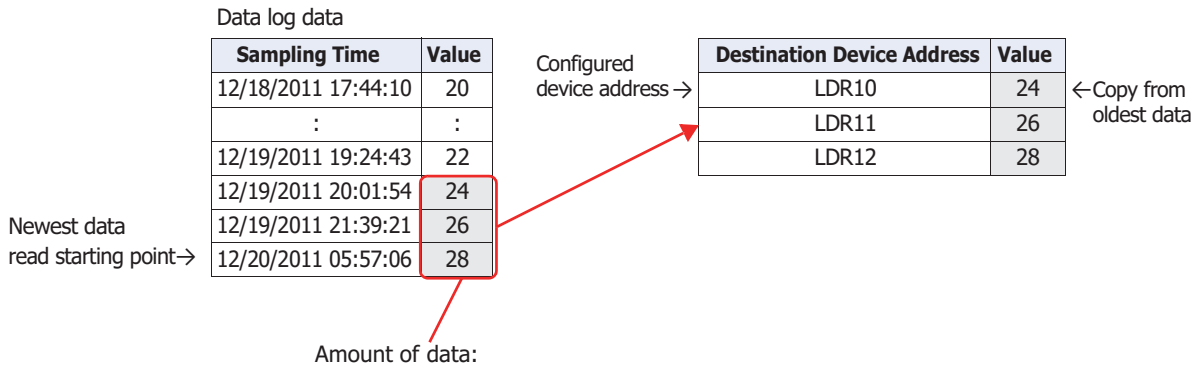 Data log data
Sampling Time Value
12/18/2011 17:44:10 20
: :
12/19/2011 19:24:43 22
12/19/2011 20:01:54 24
12/19/2011 21:39:21 26
12/20/2011 05:57:06 28
Newest data
read starting point→
Amount of data:
Configured
device address→
Destination Device Address Value
LDR10 24
LDR11 26
LDR12 28
←Copy from
oldest data